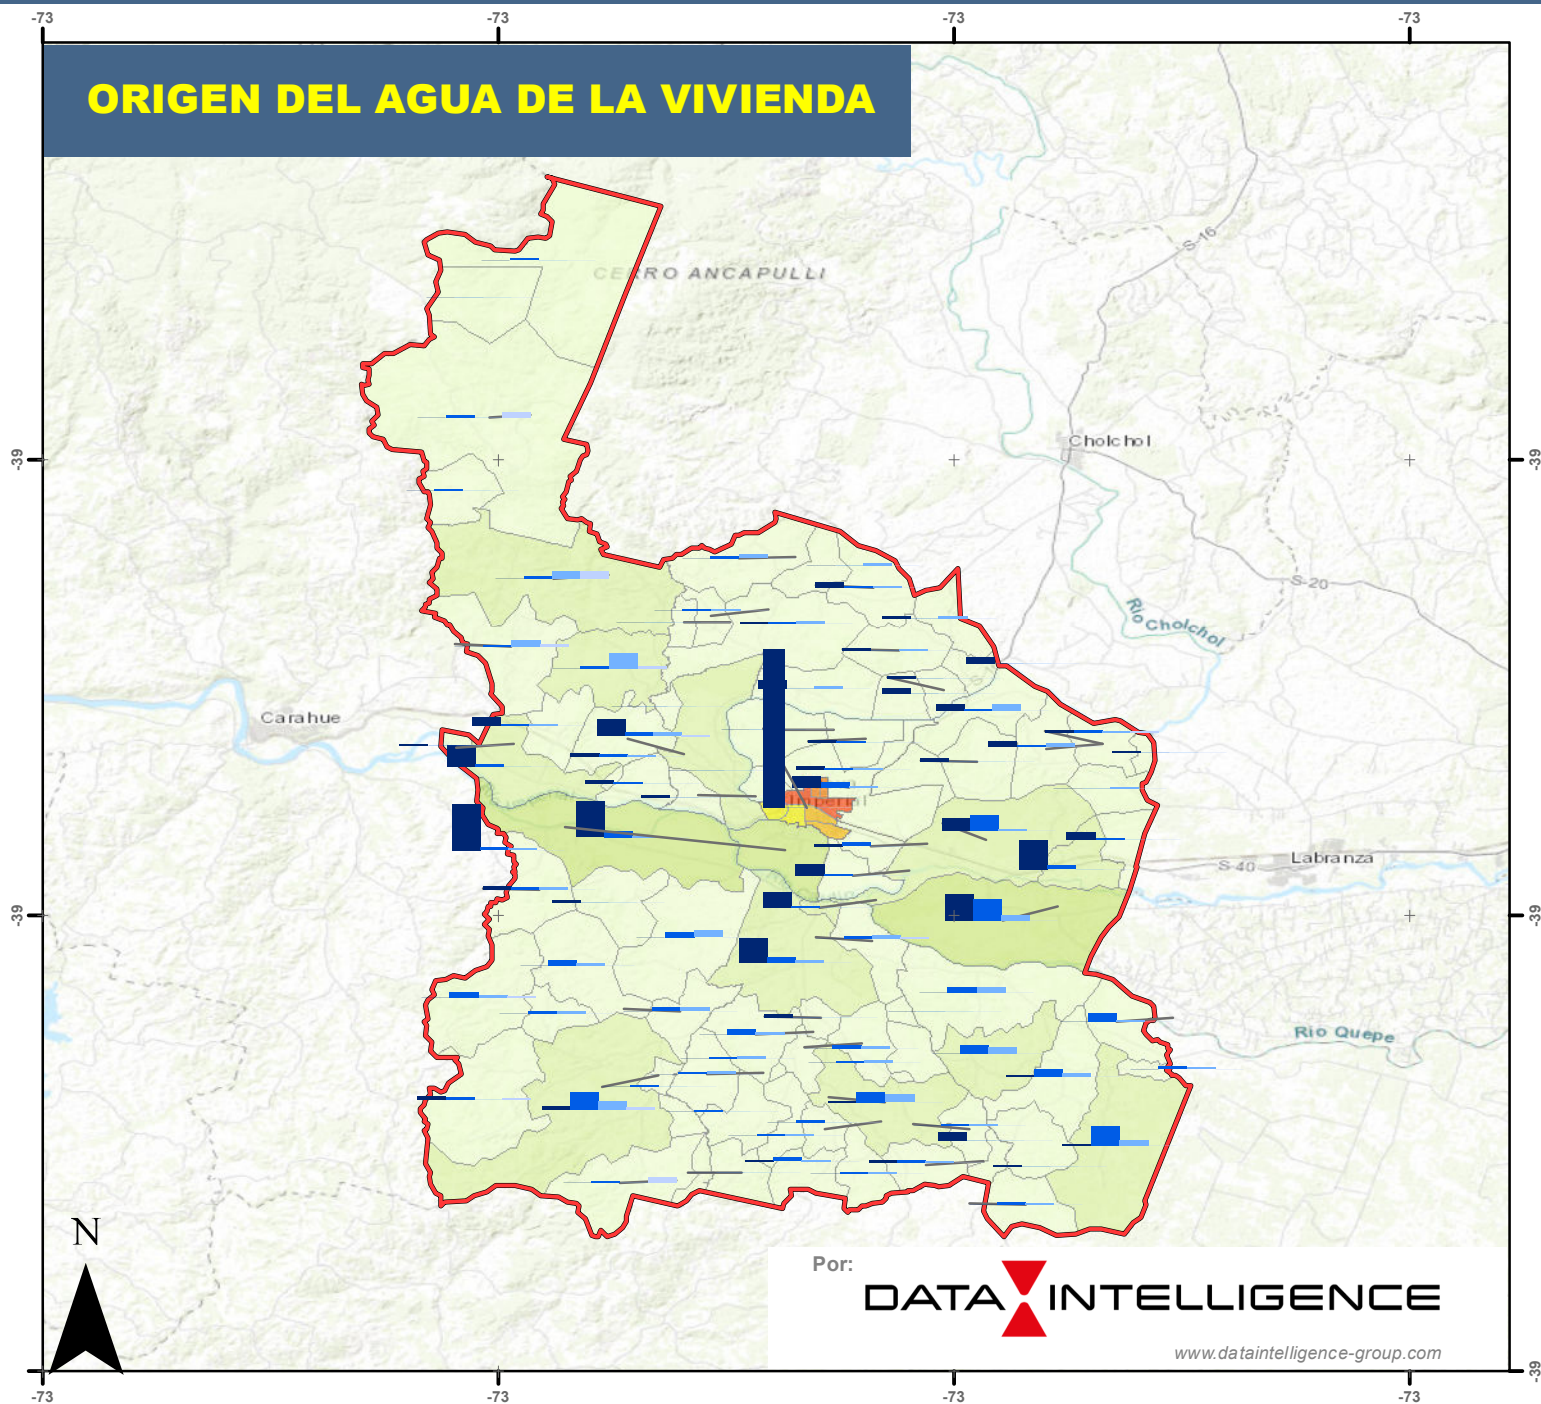 -73
-73
-73
-73
ORIGEN DEL AGUA DE LA VIVIENDA
S-16
CERRO ANCAPULLI
Cholchol
-39
-39
S-20
Río Cholchol
Carahue
Imperial
Labranza
S-40
-39
-39
Río Quepe
N
Por:
DATA INTELLIGENCE
www.dataintelligence-group.com
-39
-73
-73
-73
-73